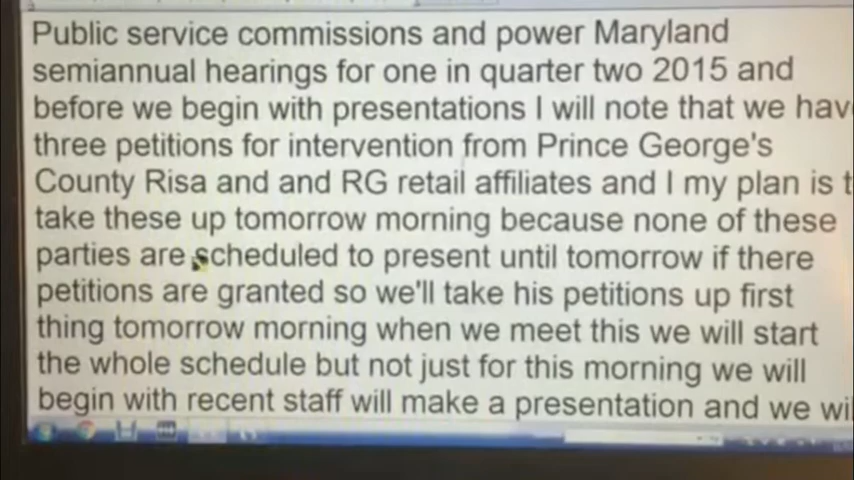 Public service commissions and power Maryland
semiannual hearings for one in quarter two 2015 and
before we begin with presentations I will note that we hav
three petitions for intervention from Prince George's
County Risa and and RG retail affiliates and I my plan is t
take these up tomorrow morning because none of these
parties are scheduled to present until tomorrow if there
petitions are granted so we'll take his petitions up first
thing tomorrow morning when we meet this we will start
the whole schedule but not just for this morning we will
begin with recent staff will make a presentation and we wi